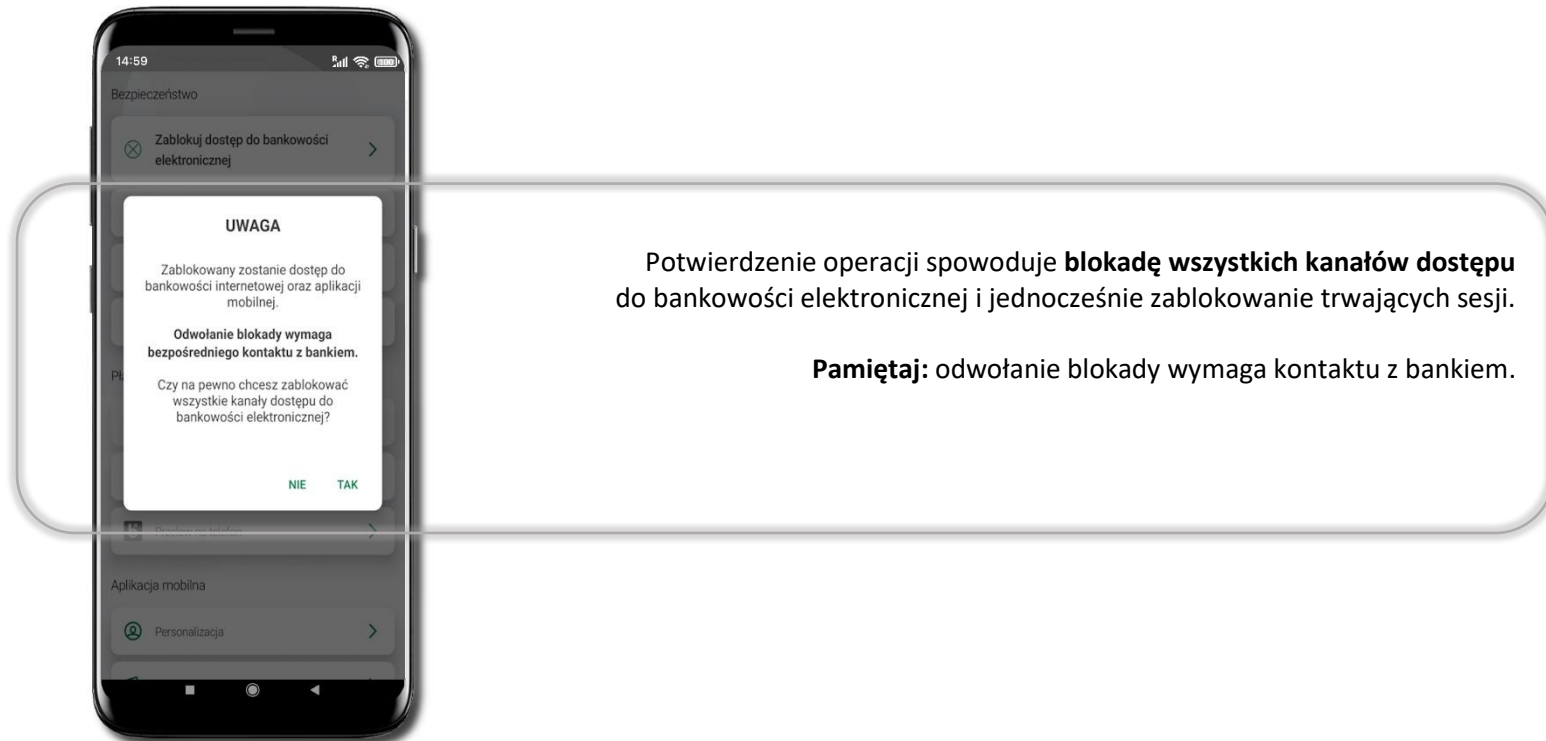 14:59
Bezpieczeństwo
Zablokuj dostęp do bankowości
elektronicznej
UWAGA
Zablokowany zostanie dostęp do
bankowości internetowej oraz aplikacji
mobilnej.
Odwołanie blokady wymaga
bezpośredniego kontaktu z bankiem.
Czy na pewno chcesz zablokować
wszystkie kanały dostępu do
bankowości elektronicznej?
NIE TAK
Przelew na telefon
Aplikacja mobilna
Personalizacja
Potwierdzenie operacji spowoduje blokadę wszystkich kanałów dostępu
do bankowości elektronicznej i jednocześnie zablokowanie trwających sesji.
Pamiętaj: odwołanie blokady wymaga kontaktu z bankiem.